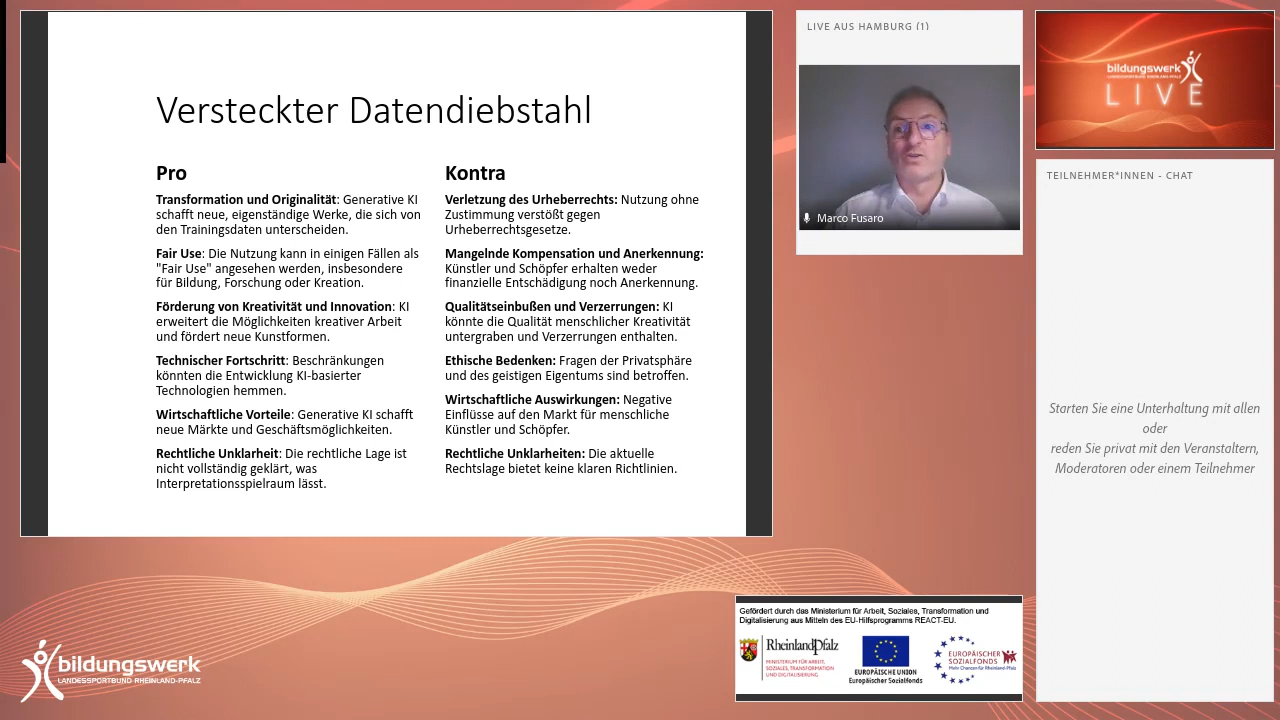 Versteckter Datendiebstahl
Pro
Transformation und Originalität: Generative KI
schafft neue, eigenständige Werke, die sich von
den Trainingsdaten unterscheiden.
Fair Use: Die Nutzung kann in einigen Fällen als
"Fair Use" angesehen werden, insbesondere
für Bildung, Forschung oder Kreation.
Förderung von Kreativität und Innovation: KI
erweitert die Möglichkeiten kreativer Arbeit
und fördert neue Kunstformen.
Technischer Fortschritt: Beschränkungen
könnten die Entwicklung KI-basierter
Technologien hemmen.
Wirtschaftliche Vorteile: Generative KI schafft
neue Märkte und Geschäftsmöglichkeiten.
Rechtliche Unklarheit: Die rechtliche Lage ist
nicht vollständig geklärt, was
Interpretationsspielraum lässt.
Kontra
Verletzung des Urheberrechts: Nutzung ohne
Zustimmung verstößt gegen
Urheberrechtsgesetze.
Mangelnde Kompensation und Anerkennung:
Künstler und Schöpfer erhalten weder
finanzielle Entschädigung noch Anerkennung.
Qualitätseinbußen und Verzerrungen: KI
könnte die Qualität menschlicher Kreativität
untergraben und Verzerrungen enthalten.
Ethische Bedenken: Fragen der Privatsphäre
und des geistigen Eigentums sind betroffen.
Wirtschaftliche Auswirkungen: Negative
Einflüsse auf den Markt für menschliche
Künstler und Schöpfer.
Rechtliche Unklarheiten: Die aktuelle
Rechtslage bietet keine klaren Richtlinien.
LIVE AUS HAMBURG (1)
Marco Fusaro
bildungswerk
LANDESSPORTBUND RHEINLAND-PFALZ
LIVE
TEILNEHMER*INNEN - CHAT
Starten Sie eine Unterhaltung mit allen
oder
reden Sie privat mit den Veranstaltern,
Moderatoren oder einem Teilnehmer
Gefördert durch das Ministerium für Arbeit, Soziales, Transformation und
Digitalisierung aus Mitteln des EU-Hilfsprogramms REACT-EU.
RheinlandPfalz
MINISTERIUM FÜR ARBEIT,
SOZIALES, TRANSFORMATION
UND DIGITALISIERUNG
EUROPÄISCHE UNION
Europäischer Sozialfonds
EUROPÄISCHER
SOZIALFONDS
Mehr Chancen für Rheinland-Pfalz
bildungswerk
LANDESSPORTBUND RHEINLAND-PFALZ